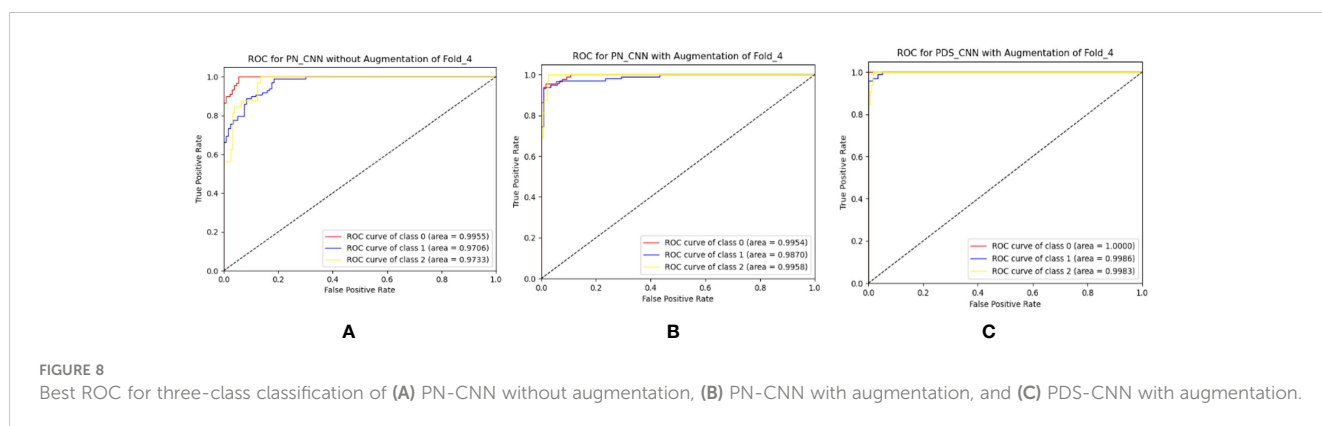 ROC for PN_CNN without Augmentation of Fold_4
1.0
0.8
0.6
0.4
0.2
0.0
True Positive Rate
ROC curve of class 0 (area = 0.9955)
ROC curve of class 1 (area = 0.9706)
ROC curve of class 2 (area = 0.9733)
0.0 0.2 0.4 0.6 0.8 1.0
False Positive Rate
A
ROC for PN_CNN with Augmentation of Fold_4
1.0
0.8
0.6
0.4
0.2
0.0
True Positive Rate
ROC curve of class 0 (area = 0.9954)
ROC curve of class 1 (area = 0.9870)
ROC curve of class 2 (area = 0.9958)
0.0 0.2 0.4 0.6 0.8 1.0
False Positive Rate
B
ROC for PDS_CNN with Augmentation of Fold_4
1.0
0.8
0.6
0.4
0.2
0.0
True Positive Rate
ROC curve of class 0 (area = 1.0000)
ROC curve of class 1 (area = 0.9986)
ROC curve of class 2 (area = 0.9983)
0.0 0.2 0.4 0.6 0.8 1.0
False Positive Rate
C
FIGURE 8
Best ROC for three-class classification of (A) PN-CNN without augmentation, (B) PN-CNN with augmentation, and (C) PDS-CNN with augmentation.